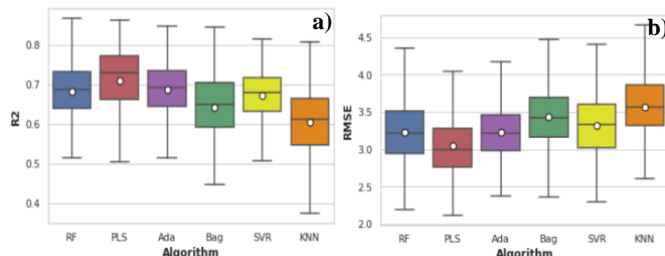 a)
0.8
0.7
0.6
0.5
0.4
R2
RF PLS Ada Bag SVR KNN
Algorithm
b)
4.5
4.0
3.5
3.0
2.5
2.0
RMSE
RF PLS Ada Bag SVR KNN
Algorithm